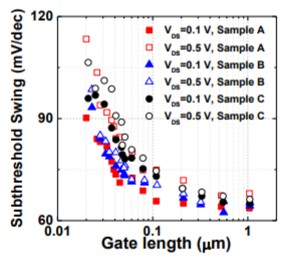 Subthreshold Swing (mV/dec)
120
90
60
V_DS=0.1 V, Sample A
V_DS=0.5 V, Sample A
V_DS=0.1 V, Sample B
V_DS=0.5 V, Sample B
V_DS=0.1 V, Sample C
V_DS=0.5 V, Sample C
0.01
0.1
1
Gate length (μm)